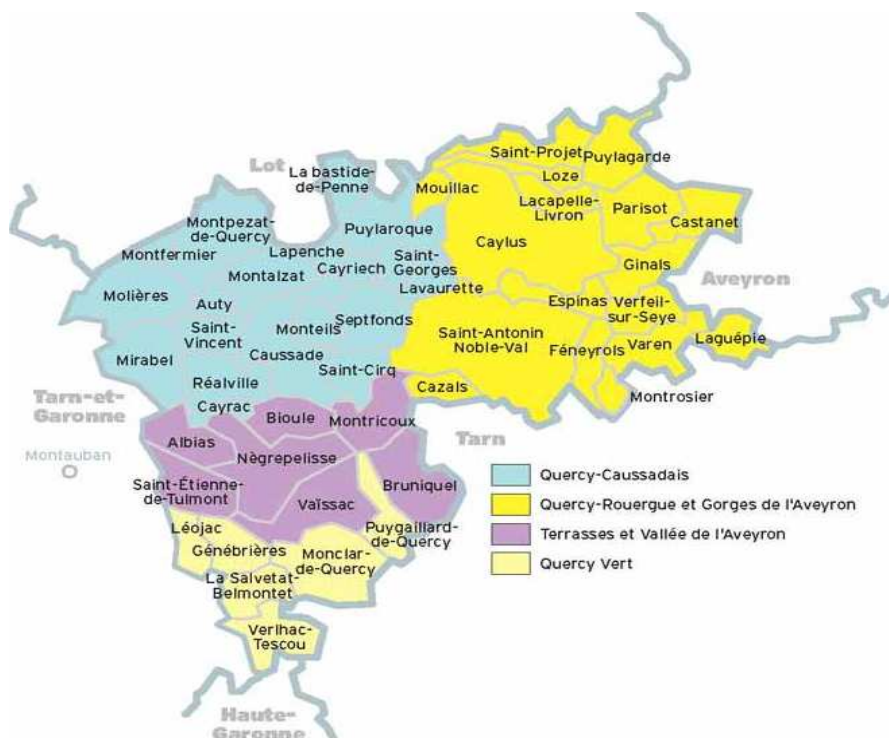 Saint-Projet
Puylagarde
Lot
La bastide-
de-Penne
Loze
Mouillac
Lacapelle-
Livron
Parisot
Castanet
Montpezat-
de-Quercy
Puylaroque
Caylus
Montfermier
Lapenche
Saint-
Georges
Ginals
Montalzat
Cayriech
Aveyron
Molières
Lavaurette
Auty
Espinas
Verfeil-
sur-Seye
Saint-
Vincent
Monteils
Septfonds
Saint-Antonin
Noble-Val
Laguépie
Mirabel
Caussade
Féneyrols
Varen
Réalville
Saint-Cirq
Cazals
Montrosier
Tarn-et-
Garonne
Cayrac
Bioule
Montricoux
Albias
Tarn
Montauban
Nègrepelisse
Saint-Étienne-
de-Tulmont
Bruniquel
Vaïssac
Léojac
Puygaillard-
de-Quercy
Génébrières
Monclar-
de-Quercy
La Salvetat-
Belmontet
Verlhac-
Tescou
Haute-
Garonne
Quercy-Caussadais
Quercy-Rouergue et Gorges de l'Aveyron
Terrasses et Vallée de l'Aveyron
Quercy Vert